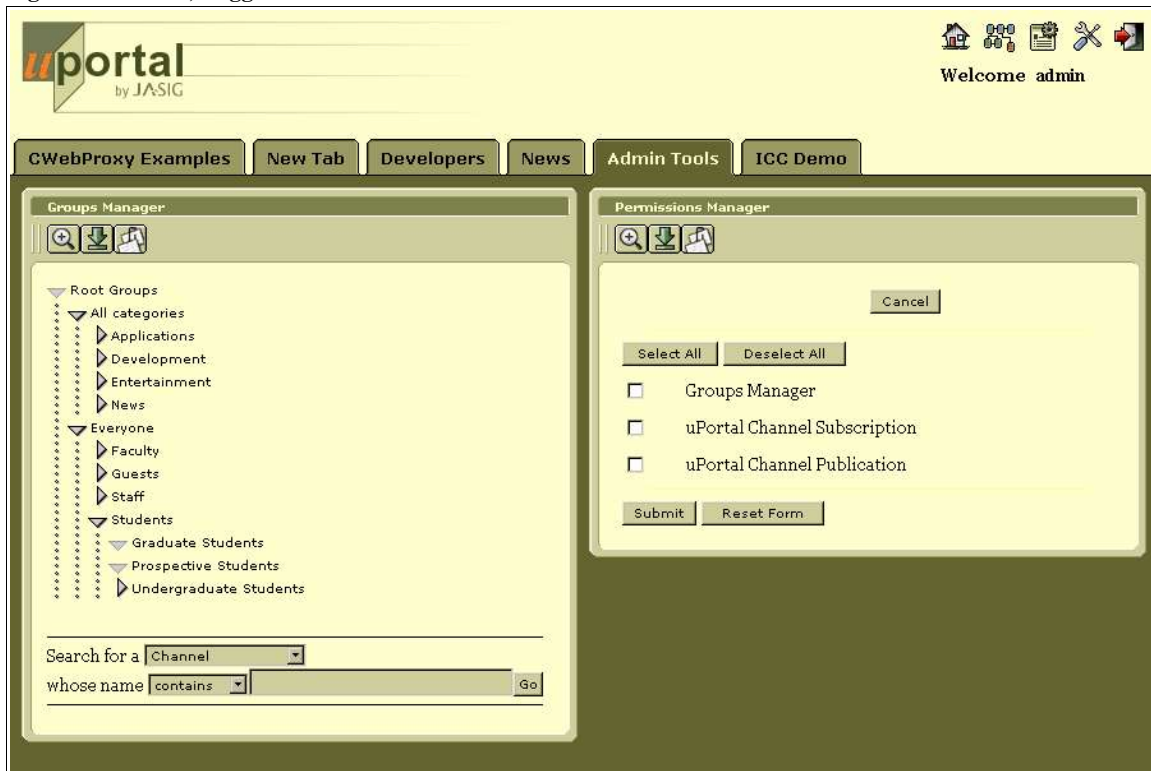 uportal
by JA-SIG
Welcome admin
CWebProxy Examples
New Tab
Developers
News
Admin Tools
ICC Demo
Groups Manager
Root Groups
All categories
Applications
Development
Entertainment
News
Everyone
Faculty
Guests
Staff
Students
Graduate Students
Prospective Students
Undergraduate Students
Search for a Channel
whose name contains Go
Permissions Manager
Cancel
Select All Deselect All
Groups Manager
uPortal Channel Subscription
uPortal Channel Publication
Submit Reset Form